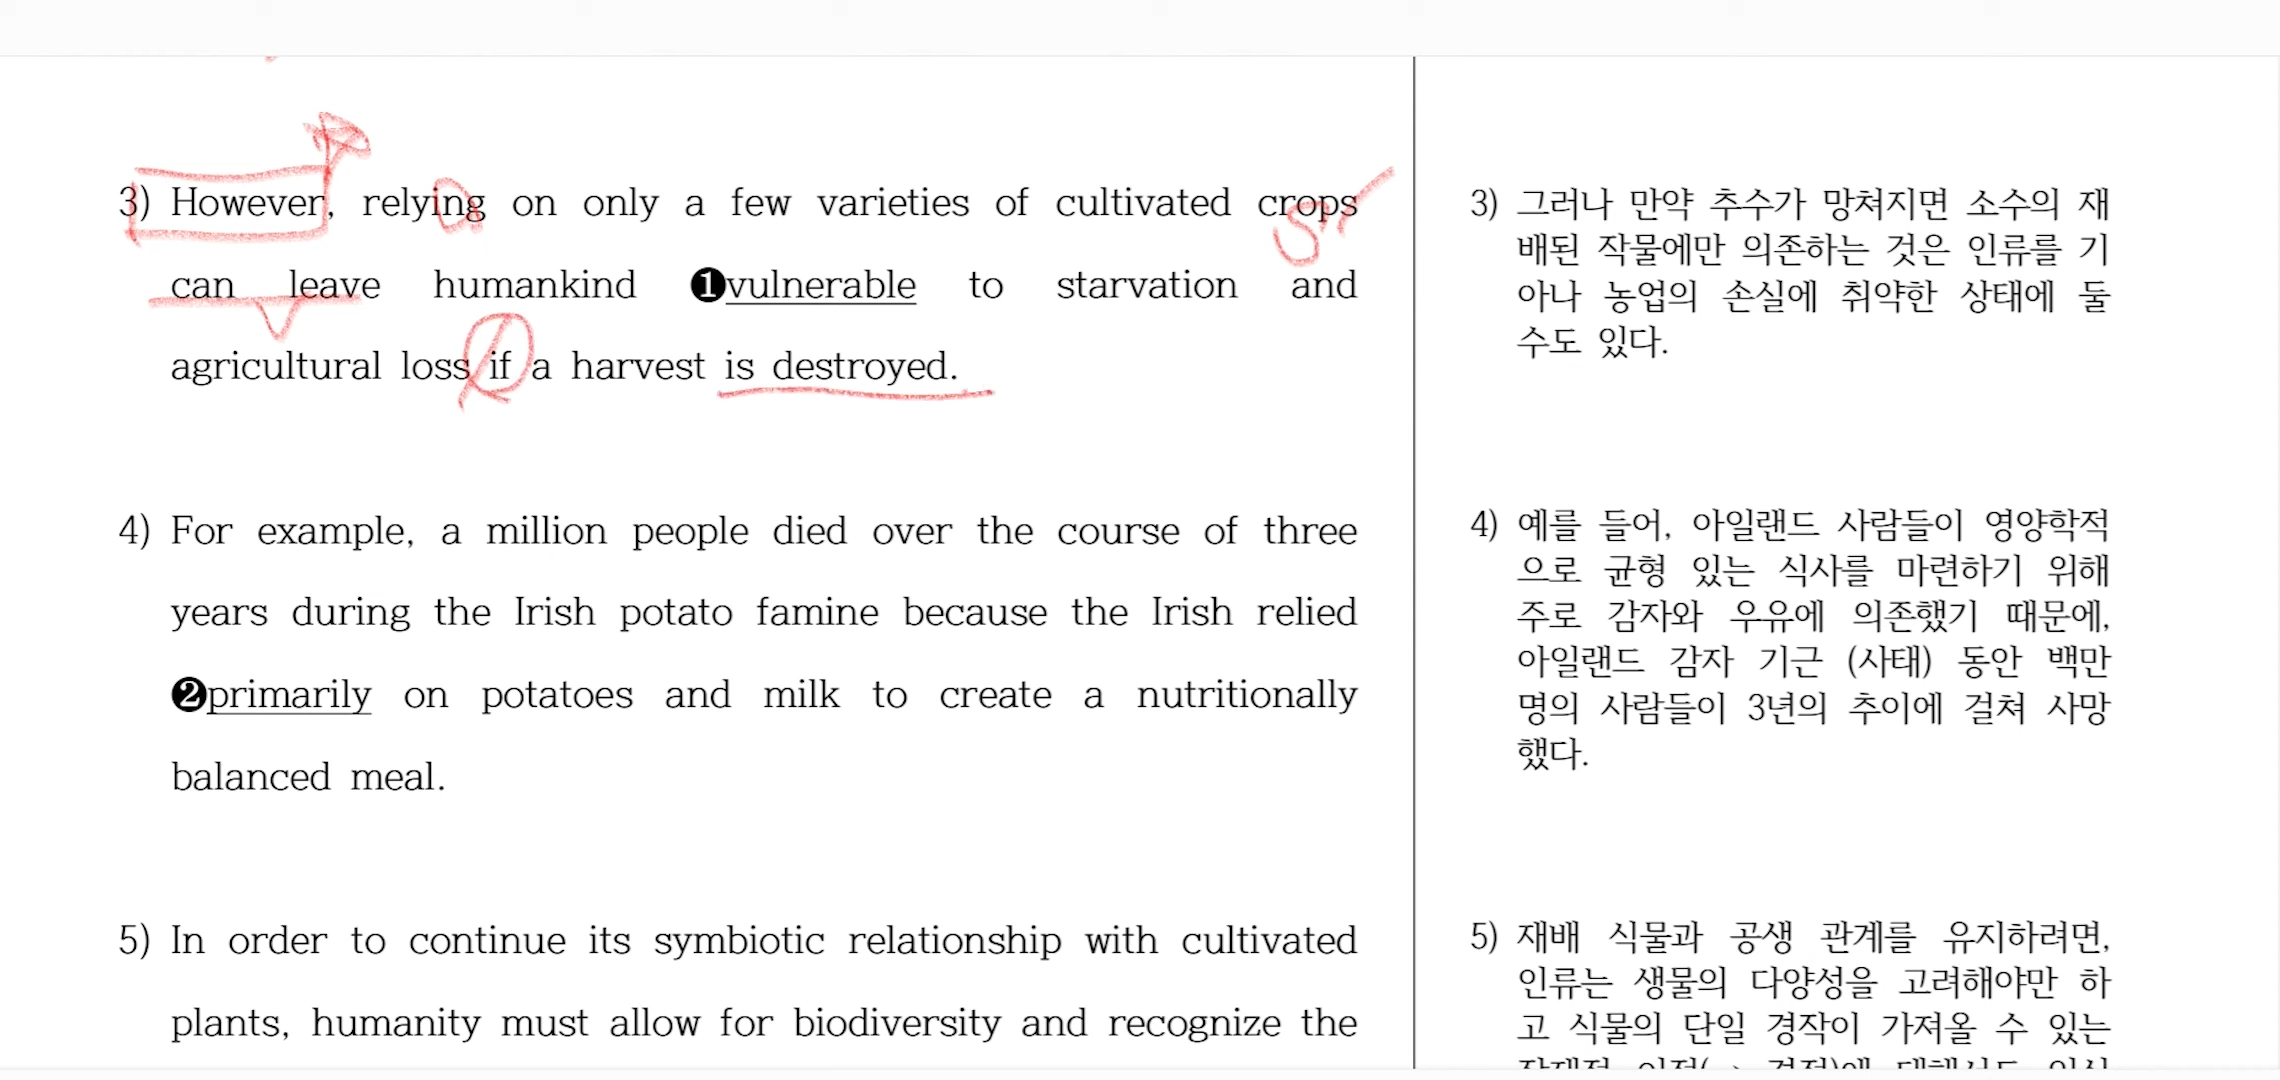 3) However, relying on only a few varieties of cultivated crops
can leave humankind ❶vulnerable to starvation and
agricultural loss if a harvest is destroyed.
4) For example, a million people died over the course of three
years during the Irish potato famine because the Irish relied
❷primarily on potatoes and milk to create a nutritionally
balanced meal.
5) In order to continue its symbiotic relationship with cultivated
plants, humanity must allow for biodiversity and recognize the
3) 그러나 만약 추수가 망쳐지면 소수의 재
배된 작물에만 의존하는 것은 인류를 기
아나 농업의 손실에 취약한 상태에 둘
수도 있다.
4) 예를 들어, 아일랜드 사람들이 영양학적
으로 균형 있는 식사를 마련하기 위해
주로 감자와 우유에 의존했기 때문에,
아일랜드 감자 기근 (사태) 동안 백만
명의 사람들이 3년의 추이에 걸쳐 사망
했다.
5) 재배 식물과 공생 관계를 유지하려면,
인류는 생물의 다양성을 고려해야만 하
고 식물의 단일 경작이 가져올 수 있는